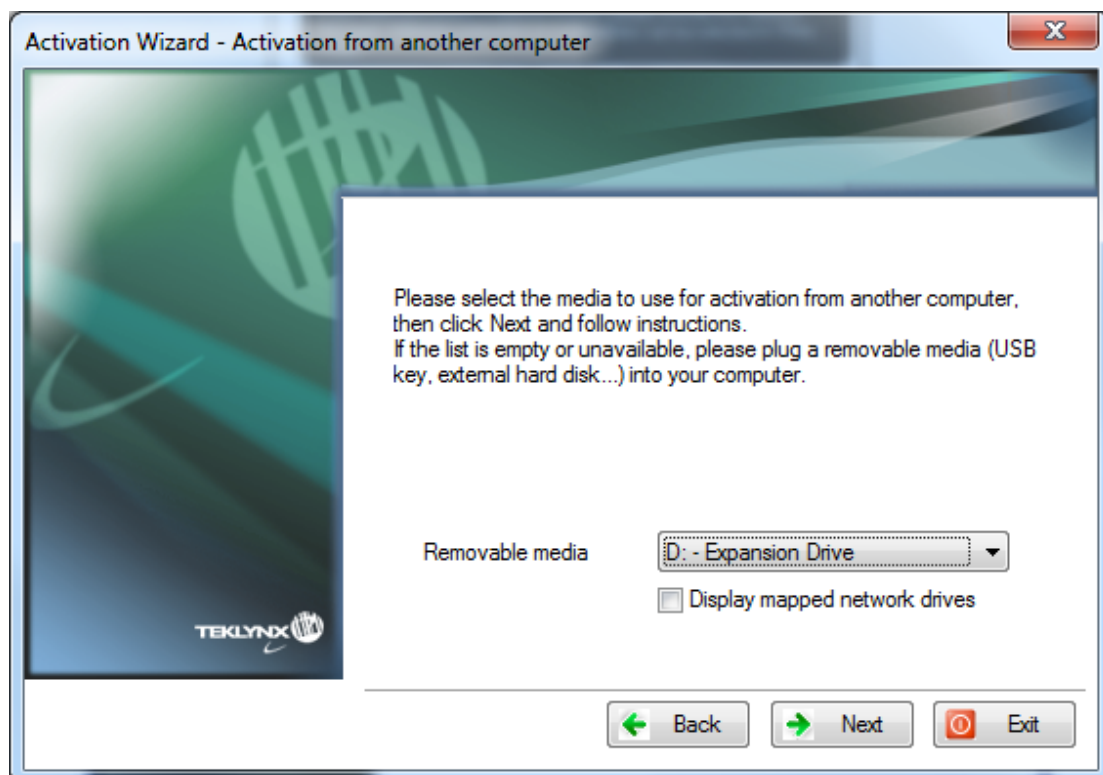 Activation Wizard - Activation from another computer
Please select the media to use for activation from another computer,
then click Next and follow instructions.
If the list is empty or unavailable, please plug a removable media (USB
key, external hard disk...) into your computer.
Removable media
D: - Expansion Drive
Display mapped network drives
TEKLYNX
Back
Next
Exit